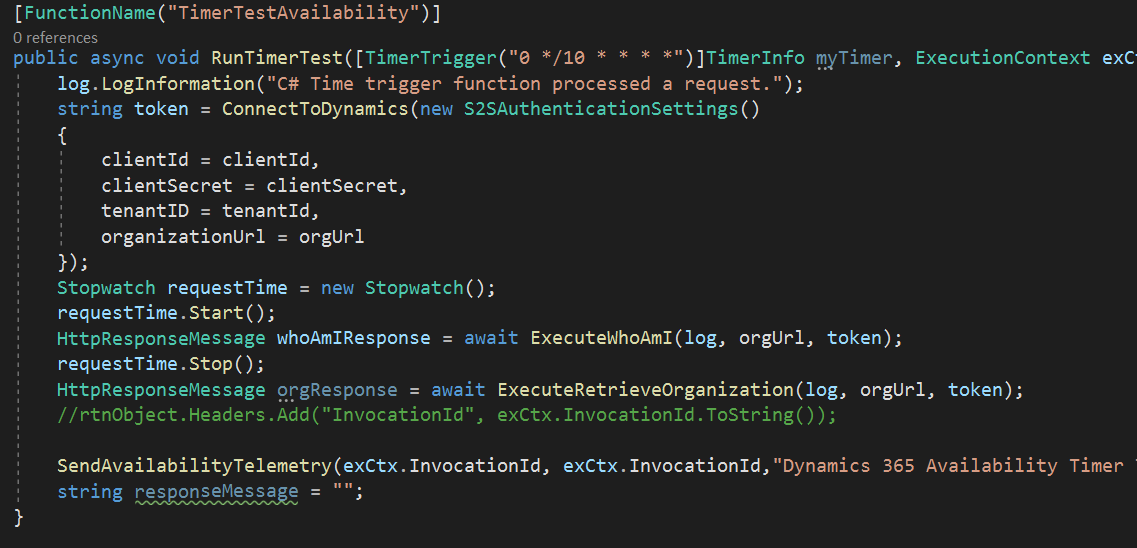 [FunctionName("TimerTestAvailability")]
0 references
public async void RunTimerTest([TimerTrigger("0 */10 * * * *")]TimerInfo myTimer, ExecutionContext exC
log.LogInformation("C# Time trigger function processed a request.");
string token = ConnectToDynamics(new S2SAuthenticationSettings()
{
clientId = clientId,
clientSecret = clientSecret,
tenantID = tenantId,
organizationUrl = orgUrl
});
Stopwatch requestTime = new Stopwatch();
requestTime.Start();
HttpResponseMessage whoAmIResponse = await ExecuteWhoAmI(log, orgUrl, token);
requestTime.Stop();
HttpResponseMessage orgResponse = await ExecuteRetrieveOrganization(log, orgUrl, token);
//rtnObject.Headers.Add("InvocationId", exCtx.InvocationId.ToString());
SendAvailabilityTelemetry(exCtx.InvocationId, exCtx.InvocationId,"Dynamics 365 Availability Timer
string responseMessage = "";
}